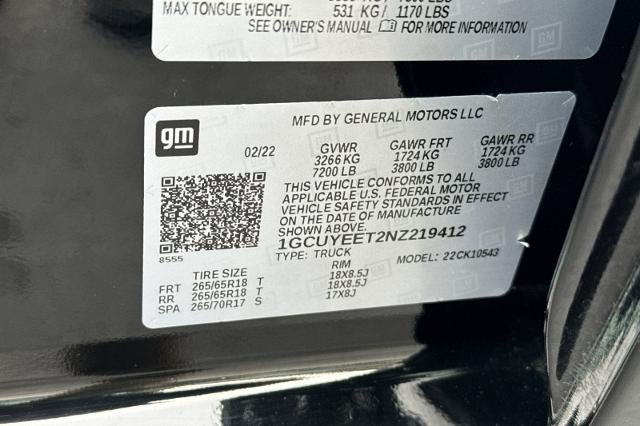 MAX TONGUE WEIGHT: 531 KG / 1170 LBS
SEE OWNER'S MANUAL FOR MORE INFORMATION
gm
MFD BY GENERAL MOTORS LLC
02/22 GVWR GAWR FRT GAWR RR
3266 KG 1724 KG 1724 KG
7200 LB 3800 LB 3800 LB
THIS VEHICLE CONFORMS TO ALL
APPLICABLE U.S. FEDERAL MOTOR
VEHICLE SAFETY STANDARDS IN EFFECT
ON THE DATE OF MANUFACTURE
1GCUYEET2NZ219412
8555
TYPE: TRUCK MODEL: 22CK10543
TIRE SIZE RIM
FRT 265/65R18 T 18X8.5J
RR 265/65R18 T 18X8.5J
SPA 265/70R17 S 17X8J